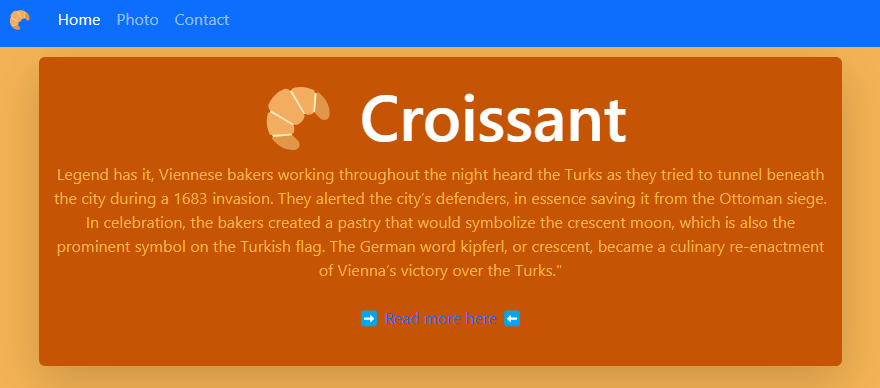 Home Photo Contact
Croissant
Legend has it, Viennese bakers working throughout the night heard the Turks as they tried to tunnel beneath
the city during a 1683 invasion. They alerted the city's defenders, in essence saving it from the Ottoman siege.
In celebration, the bakers created a pastry that would symbolize the crescent moon, which is also the
prominent symbol on the Turkish flag. The German word kipferl, or crescent, became a culinary re-enactment
of Vienna's victory over the Turks."
Read more here